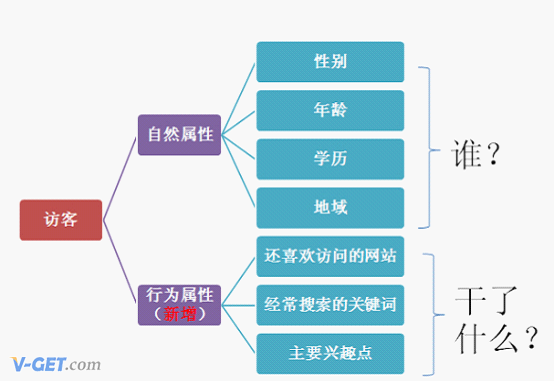 访客
自然属性
性别
年龄
学历
地域
谁？
行为属性
（新增）
还喜欢访问的网站
经常搜索的关键词
主要兴趣点
干了
什么？
V-GET.com